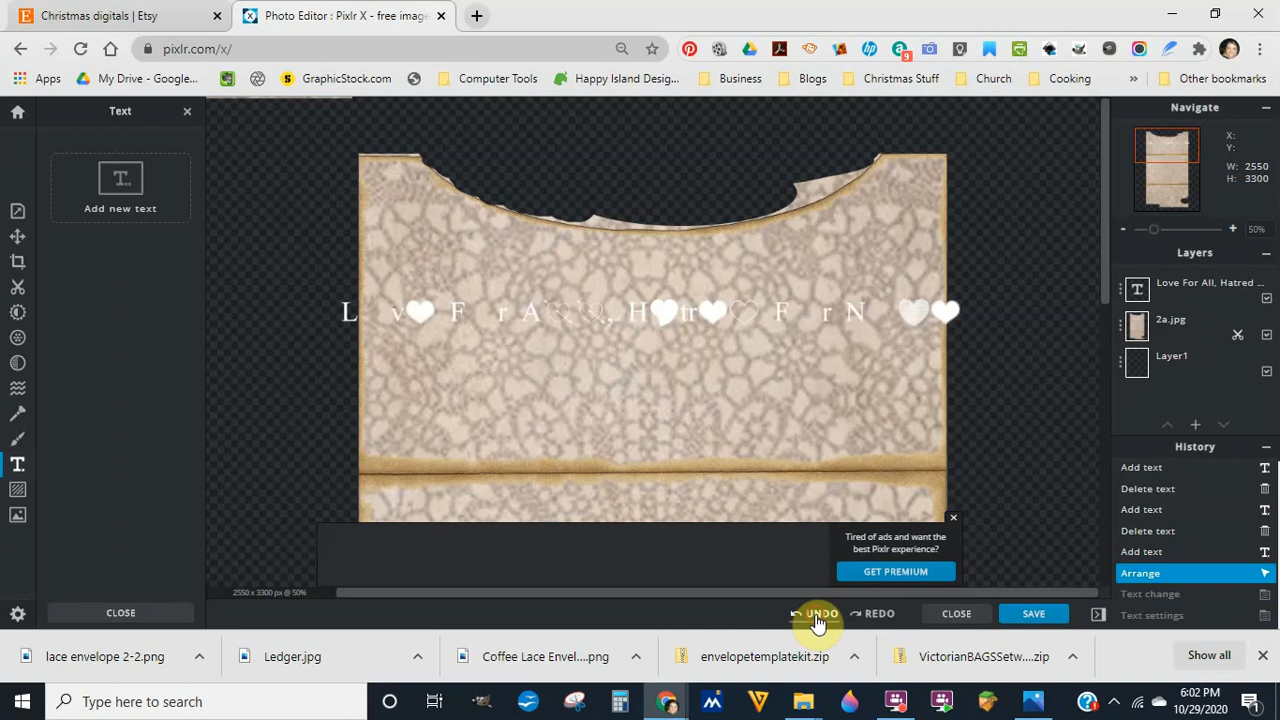 Christmas digitals | Etsy
Photo Editor : Pixlr X - free imag
pixlr.com/x/
9
Apps
My Drive - Google...
GraphicStock.com
Computer Tools
Happy Island Desig...
Business
Blogs
Christmas Stuff
Church
Cooking
»
Other bookmarks
Text
Add new text
CLOSE
L v F r A , H tr F r N
Tired of ads and want the
best Pixlr experience?
GET PREMIUM
2550 x 3300 px @ 50%
UNDO
REDO
CLOSE
SAVE
Navigate
X:
Y:
W: 2550
H: 3300
50%
Layers
Love For All, Hatred ...
2a.jpg
Layer1
History
Add text
Delete text
Add text
Delete text
Add text
Arrange
Text change
Text settings
lace envelope 2-2.png
Ledger.jpg
Coffee Lace Envel....png
envelopetemplatekit.zip
VictorianBAGSSetw....zip
Show all
Type here to search
6:02 PM
10/29/2020